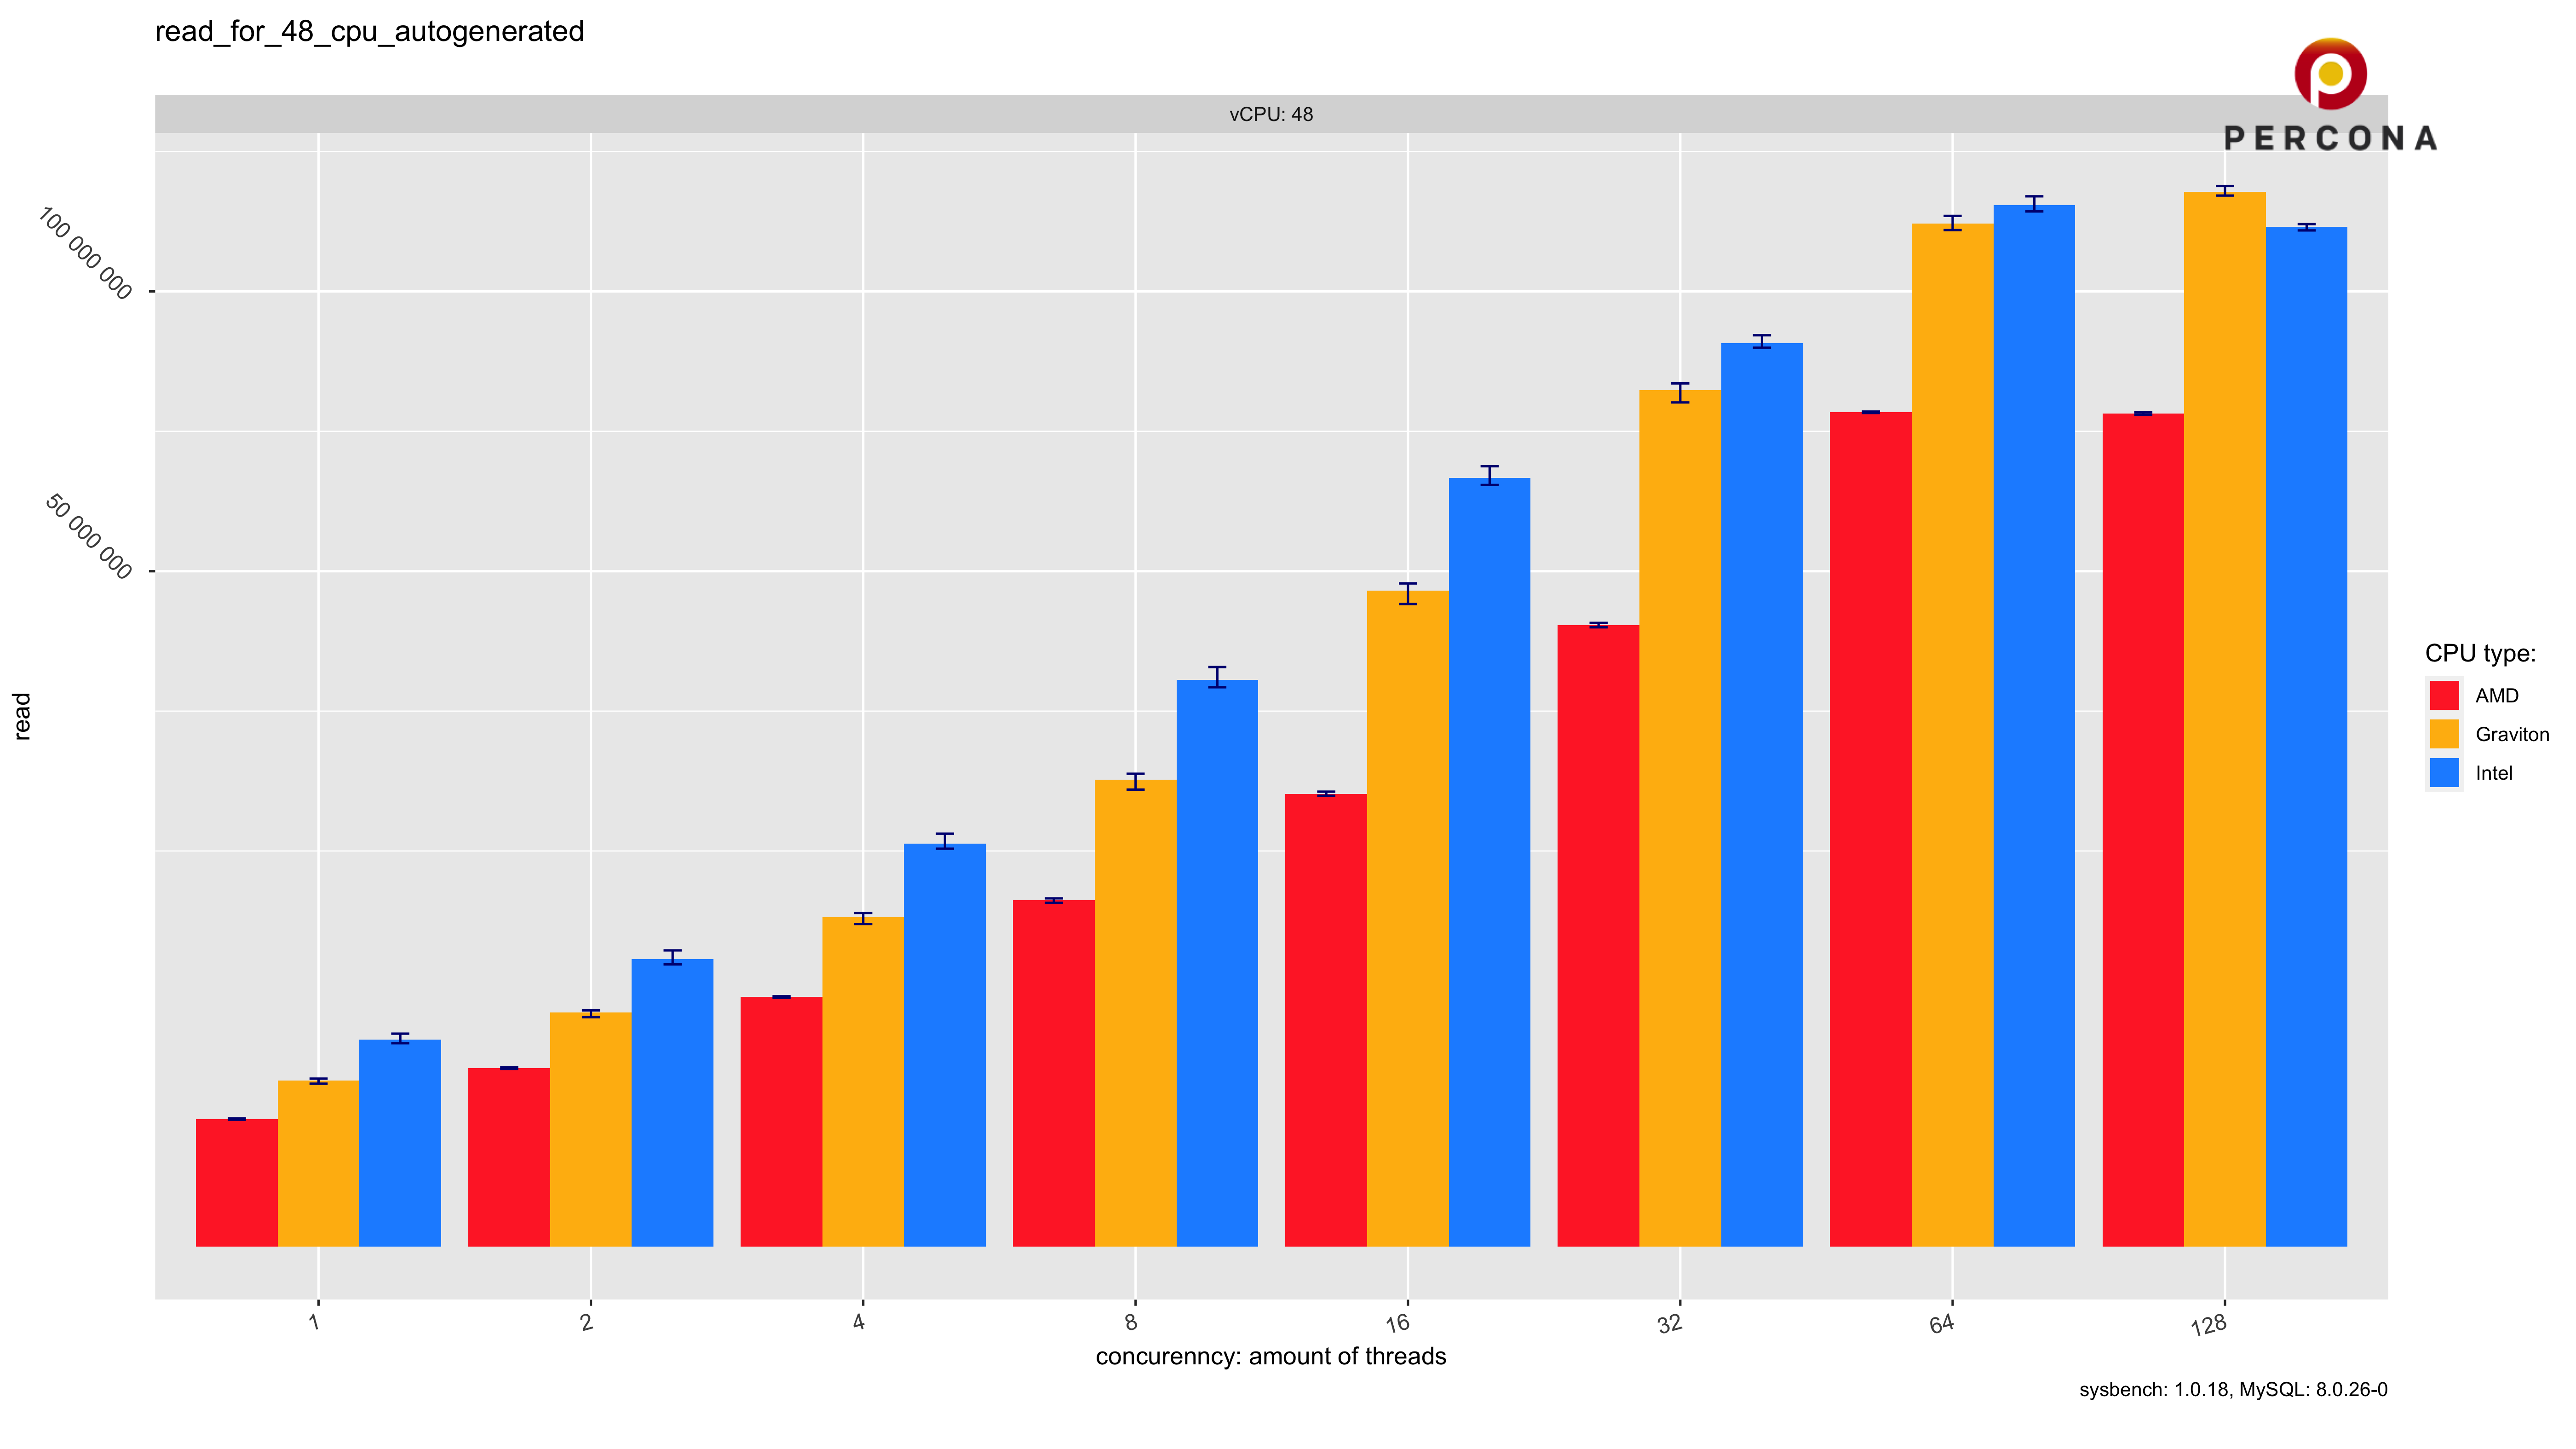 read_for_48_cpu_autogenerated
PERCONA
vCPU: 48
100 000 000
50 000 000
read
CPU type:
AMD
Graviton
Intel
1
2
4
8
16
32
64
128
concurenncy: amount of threads
sysbench: 1.0.18, MySQL: 8.0.26-0